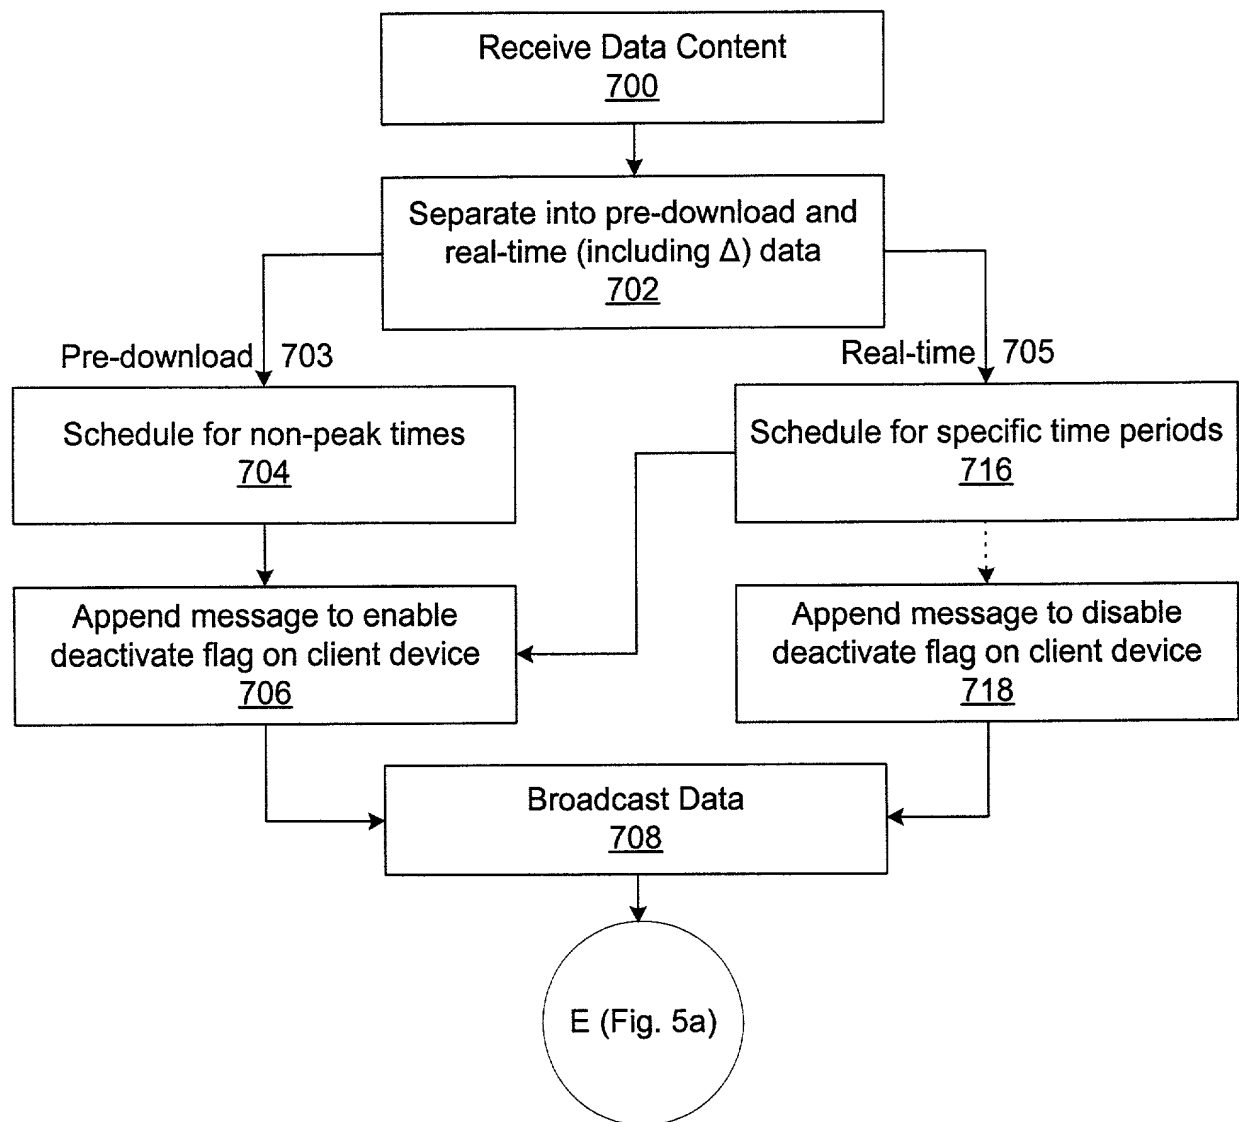 Receive Data Content
700
Separate into pre-download and
real-time (including Δ) data
702
Pre-download 703
Real-time 705
Schedule for non-peak times
704
Schedule for specific time periods
716
Append message to enable
deactivate flag on client device
706
Append message to disable
deactivate flag on client device
718
Broadcast Data
708
E (Fig. 5a)